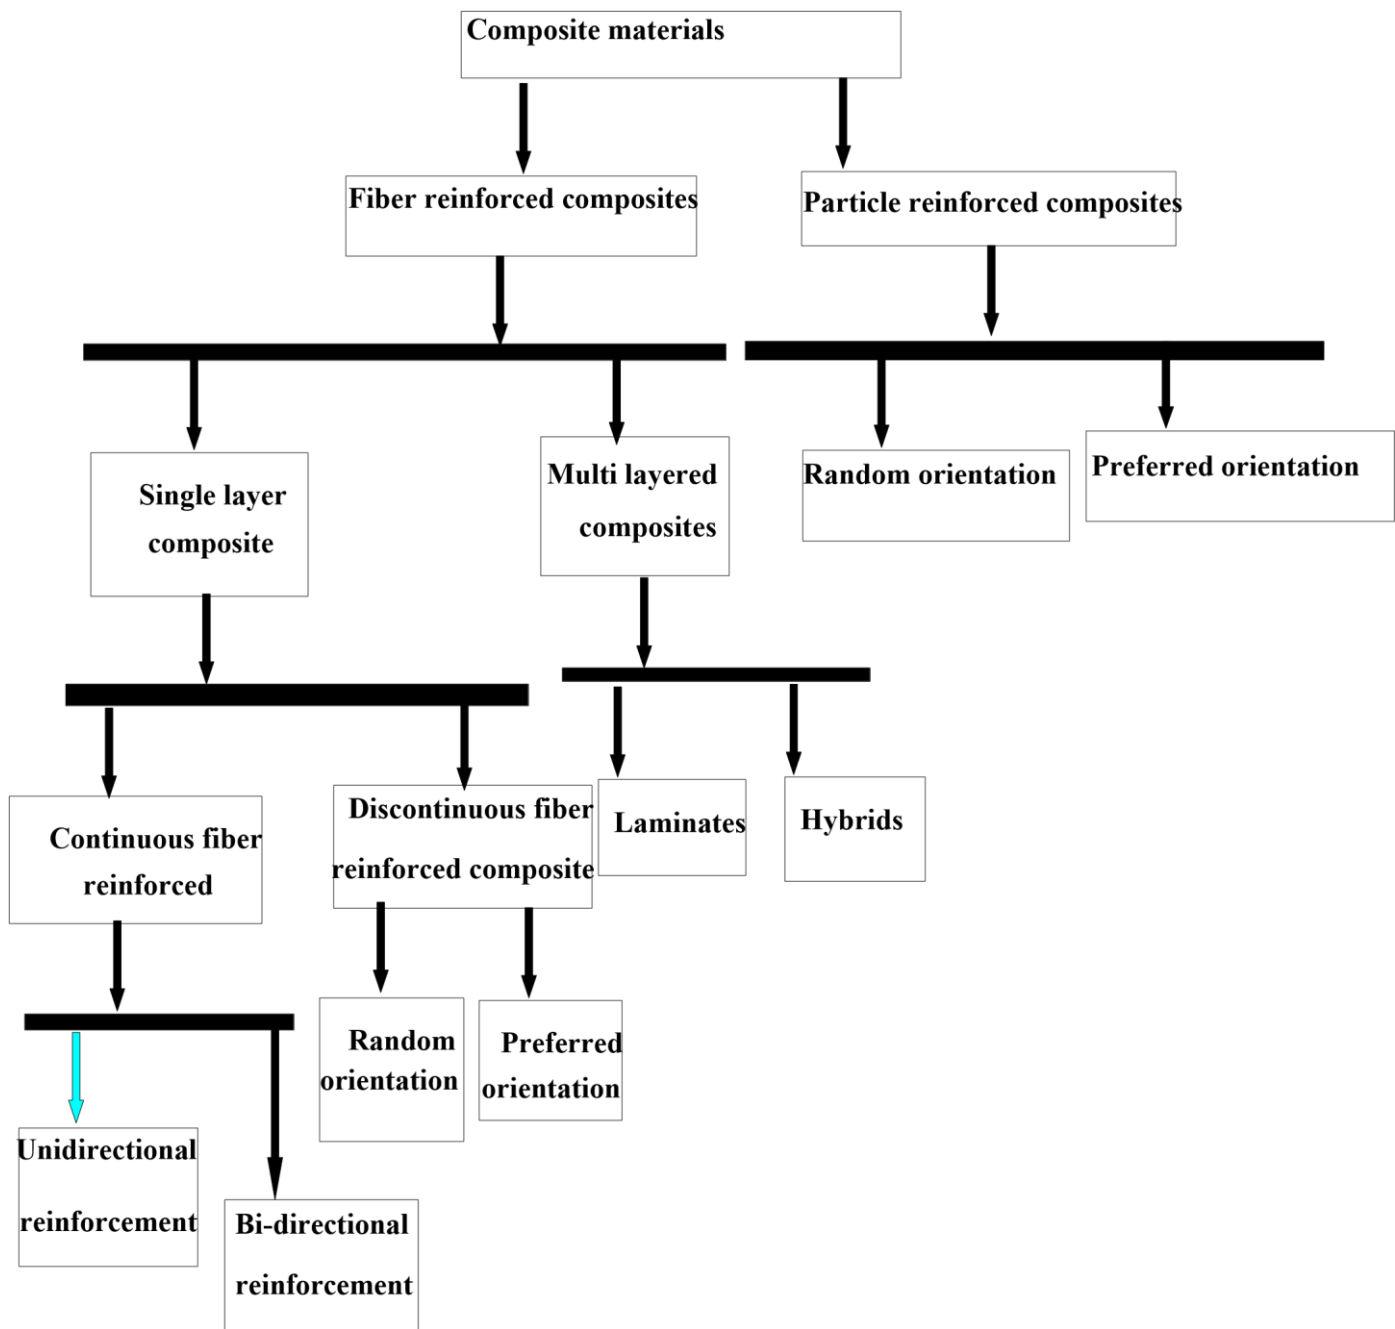 Composite materials
Fiber reinforced composites
Particle reinforced composites
Single layer
composite
Multi layered
composites
Random orientation
Preferred orientation
Continuous fiber
reinforced
Discontinuous fiber
reinforced composite
Laminates
Hybrids
Random
orientation
Preferred
orientation
Unidirectional
reinforcement
Bi-directional
reinforcement